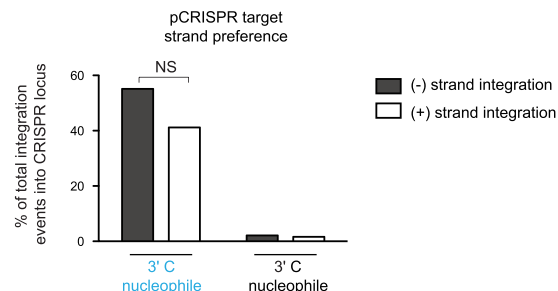 pCRISPR target
strand preference
% of total integration
events into CRISPR locus
60
40
20
0
NS
(-) strand integration
(+) strand integration
3' C
nucleophile
3' C
nucleophile